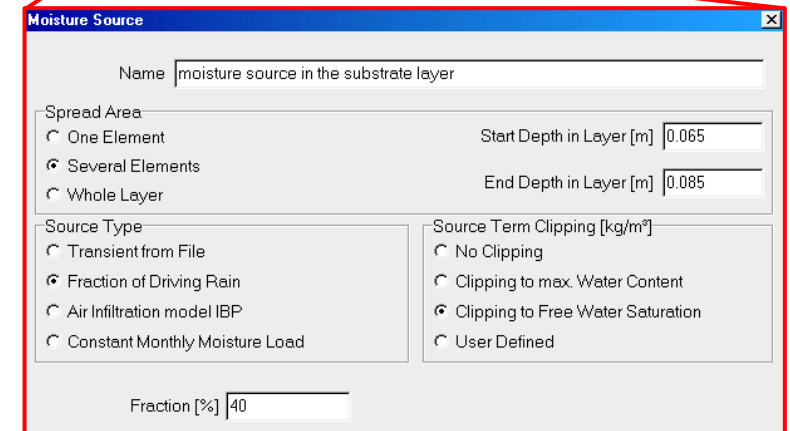 Moisture Source
Name moisture source in the substrate layer
Spread Area
One Element
Several Elements
Whole Layer
Start Depth in Layer [m] 0.065
End Depth in Layer [m] 0.085
Source Type
Transient from File
Fraction of Driving Rain
Air Infiltration model IBP
Constant Monthly Moisture Load
Source Term Clipping [kg/m³]
No Clipping
Clipping to max. Water Content
Clipping to Free Water Saturation
User Defined
Fraction [%] 40